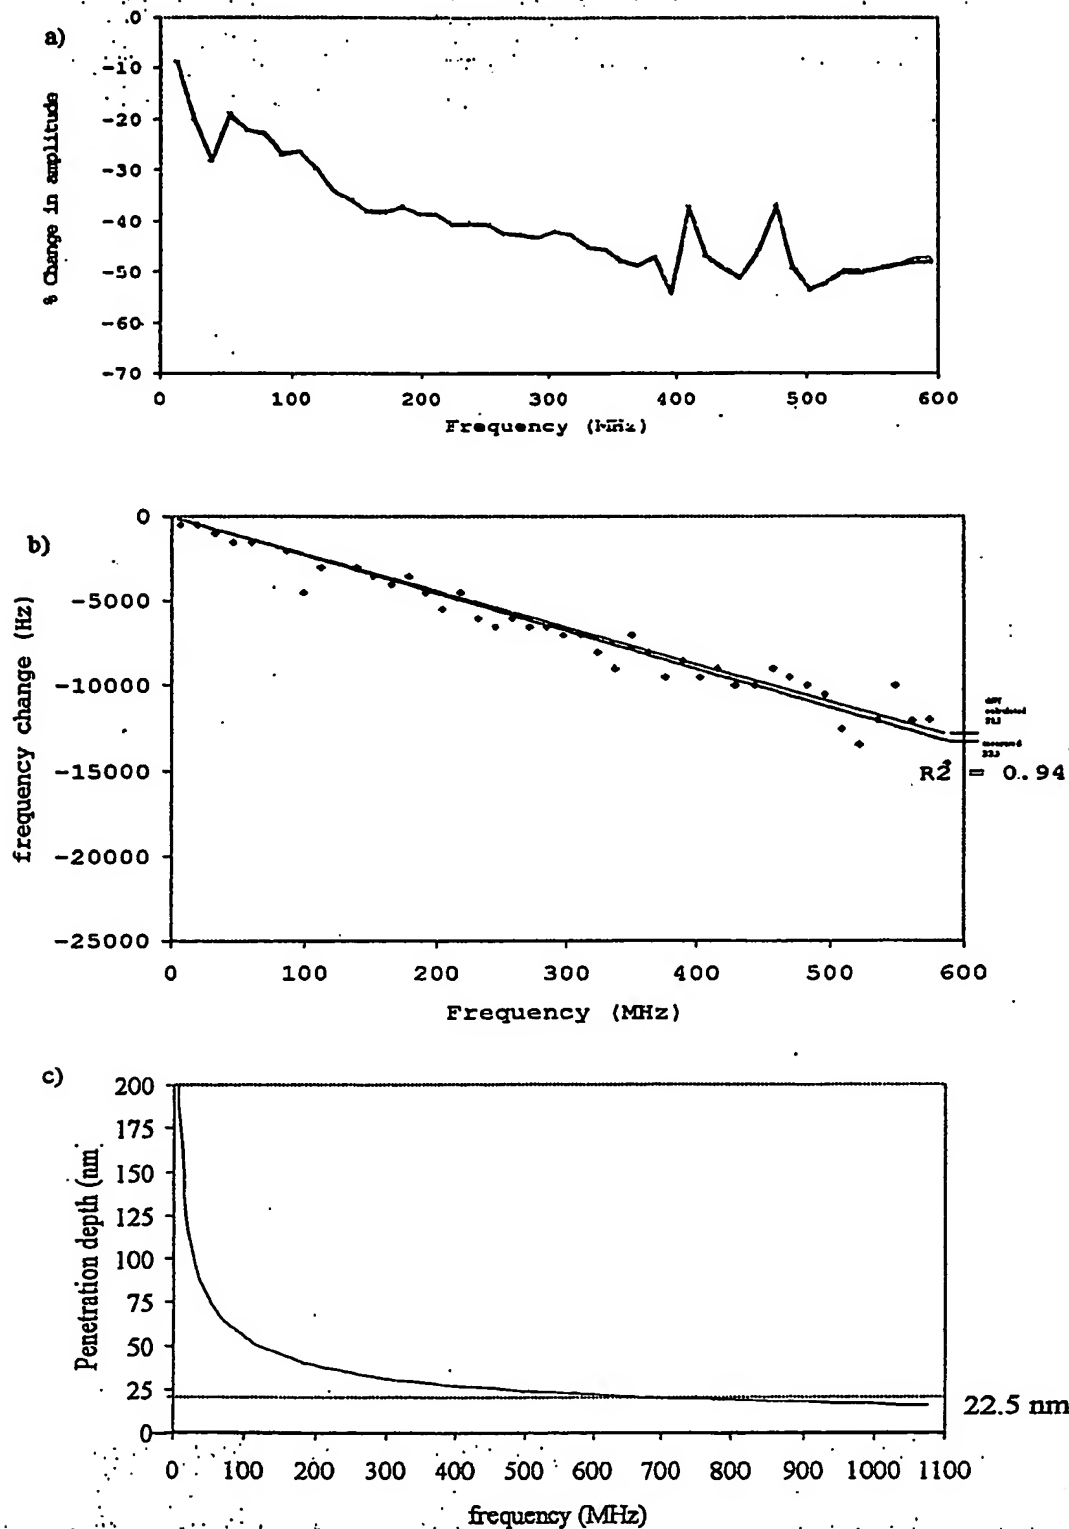 a)
0
-10
-20
-30
-40
-50
-60
-70
% Change in amplitude
0 100 200 300 400 500 600
Frequency (MHz)
b)
0
-5000
-10000
-15000
-20000
-25000
frequency change (Hz)
calculated
measured
R2 = 0.94
0 100 200 300 400 500 600
Frequency (MHz)
c)
200
175
150
125
100
75
50
25
0
Penetration depth (nm
22.5 nm
0 100 200 300 400 500 600 700 800 900 1000 1100
frequency (MHz)